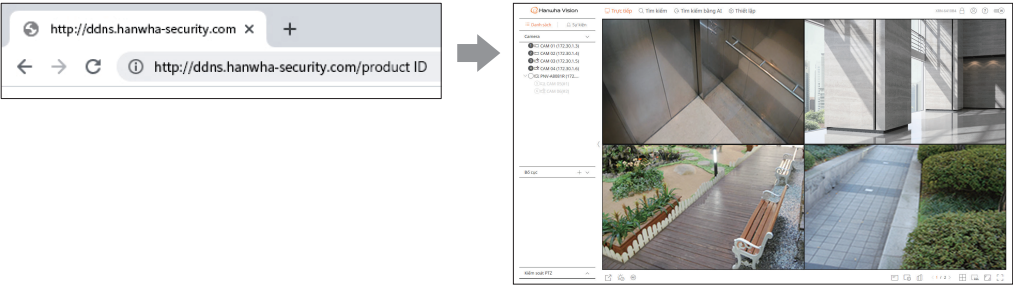 http://ddns.hanwha-security.com
http://ddns.hanwha-security.com/product ID
Hanwha Vision
Trực tiếp
Tìm kiếm
Tìm kiếm bằng AI
Thiết lập
Danh sách
Sự kiện
Camera
CAM 01 (172.30.1.3)
CAM 02 (172.30.1.4)
CAM 03 (172.30.1.5)
CAM 04 (172.30.1.6)
PNV-A9081R (172....
Bố cục
Kiểm soát PTZ